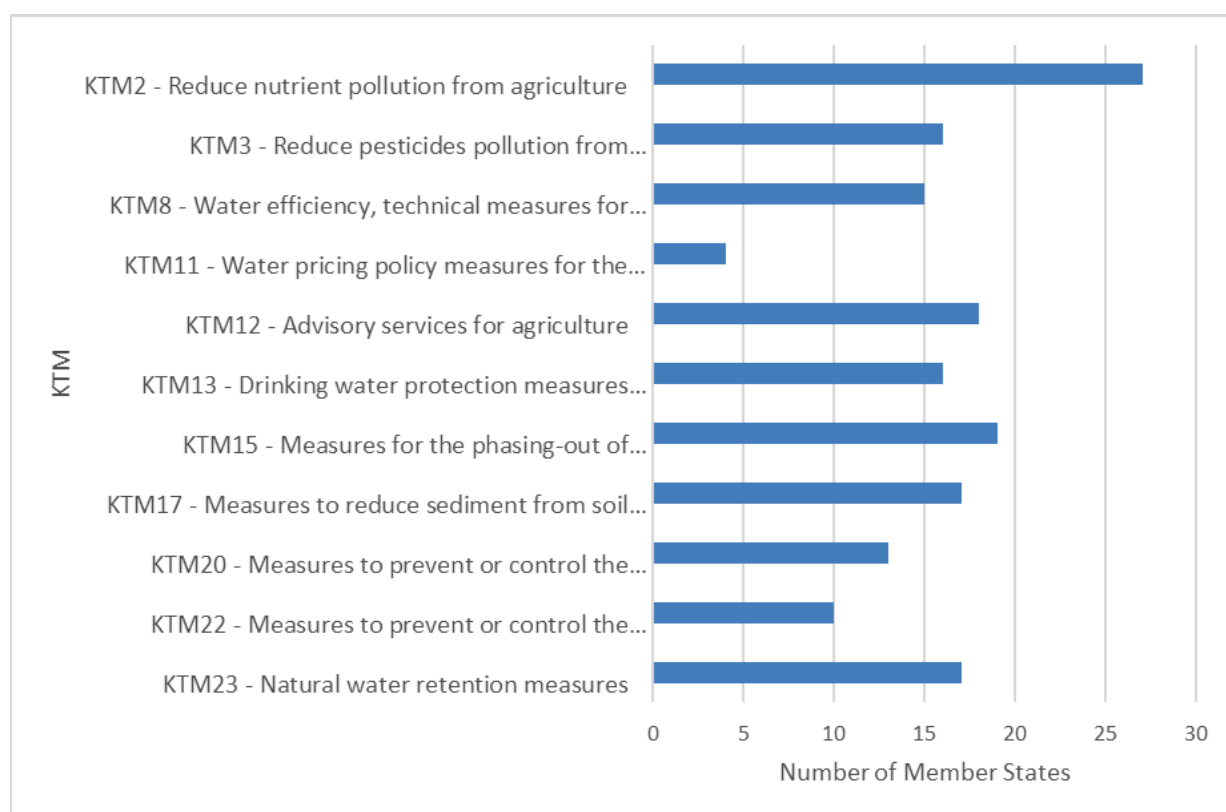 KTM2 - Reduce nutrient pollution from agriculture
KTM3 - Reduce pesticides pollution from...
KTM8 - Water efficiency, technical measures for...
KTM11 - Water pricing policy measures for the...
KTM12 - Advisory services for agriculture
KTM13 - Drinking water protection measures...
KTM15 - Measures for the phasing-out of...
KTM17 - Measures to reduce sediment from soil...
KTM20 - Measures to prevent or control the...
KTM22 - Measures to prevent or control the...
KTM23 - Natural water retention measures
KTM
0 5 10 15 20 25 30
Number of Member States